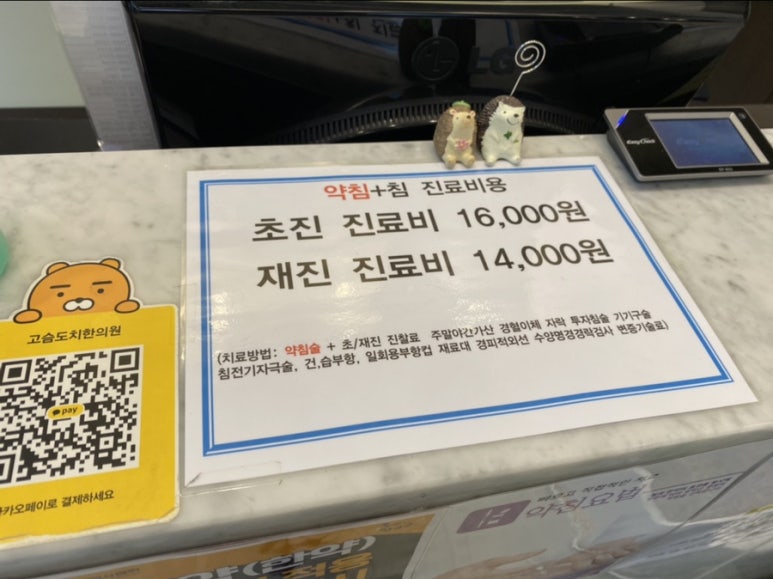 LG
EasyCheck
약침+침 진료비용
초진 진료비 16,000원
재진 진료비 14,000원
(치료방법: 약침술 + 초/재진 진찰료 주말야간가산 경혈이체 자락 투자침술 기기구술
침전기자극술, 건,습부항, 일회용부항컵 재료대 경피적외선 수양명경경락검사 변증기술료)
고슴도치한의원
pay
카카오페이로 결제하세요
약침요법
약(한약)